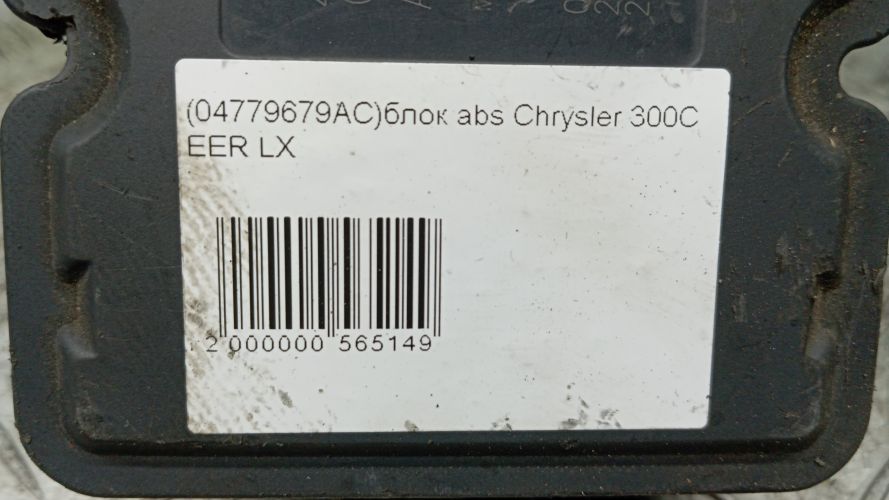 (04779679AC)блок abs Chrysler 300C
EER LX
2 000000 565149